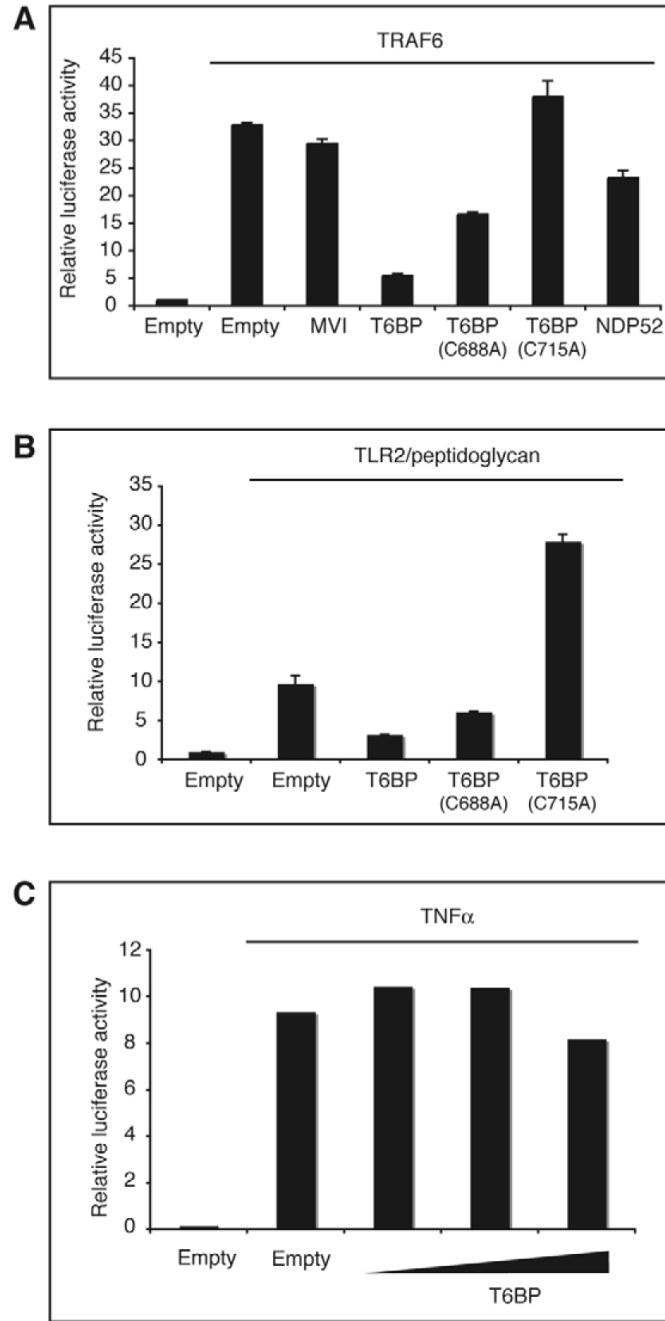 A
TRAF6
Relative luciferase activity
45
40
35
30
25
20
15
10
5
0
Empty Empty MVI T6BP T6BP T6BP NDP52
(C688A) (C715A)
B
TLR2/peptidoglycan
Relative luciferase activity
35
30
25
20
15
10
5
0
Empty Empty T6BP T6BP T6BP
(C688A) (C715A)
C
TNFα
Relative luciferase activity
12
10
8
6
4
2
0
Empty Empty
T6BP